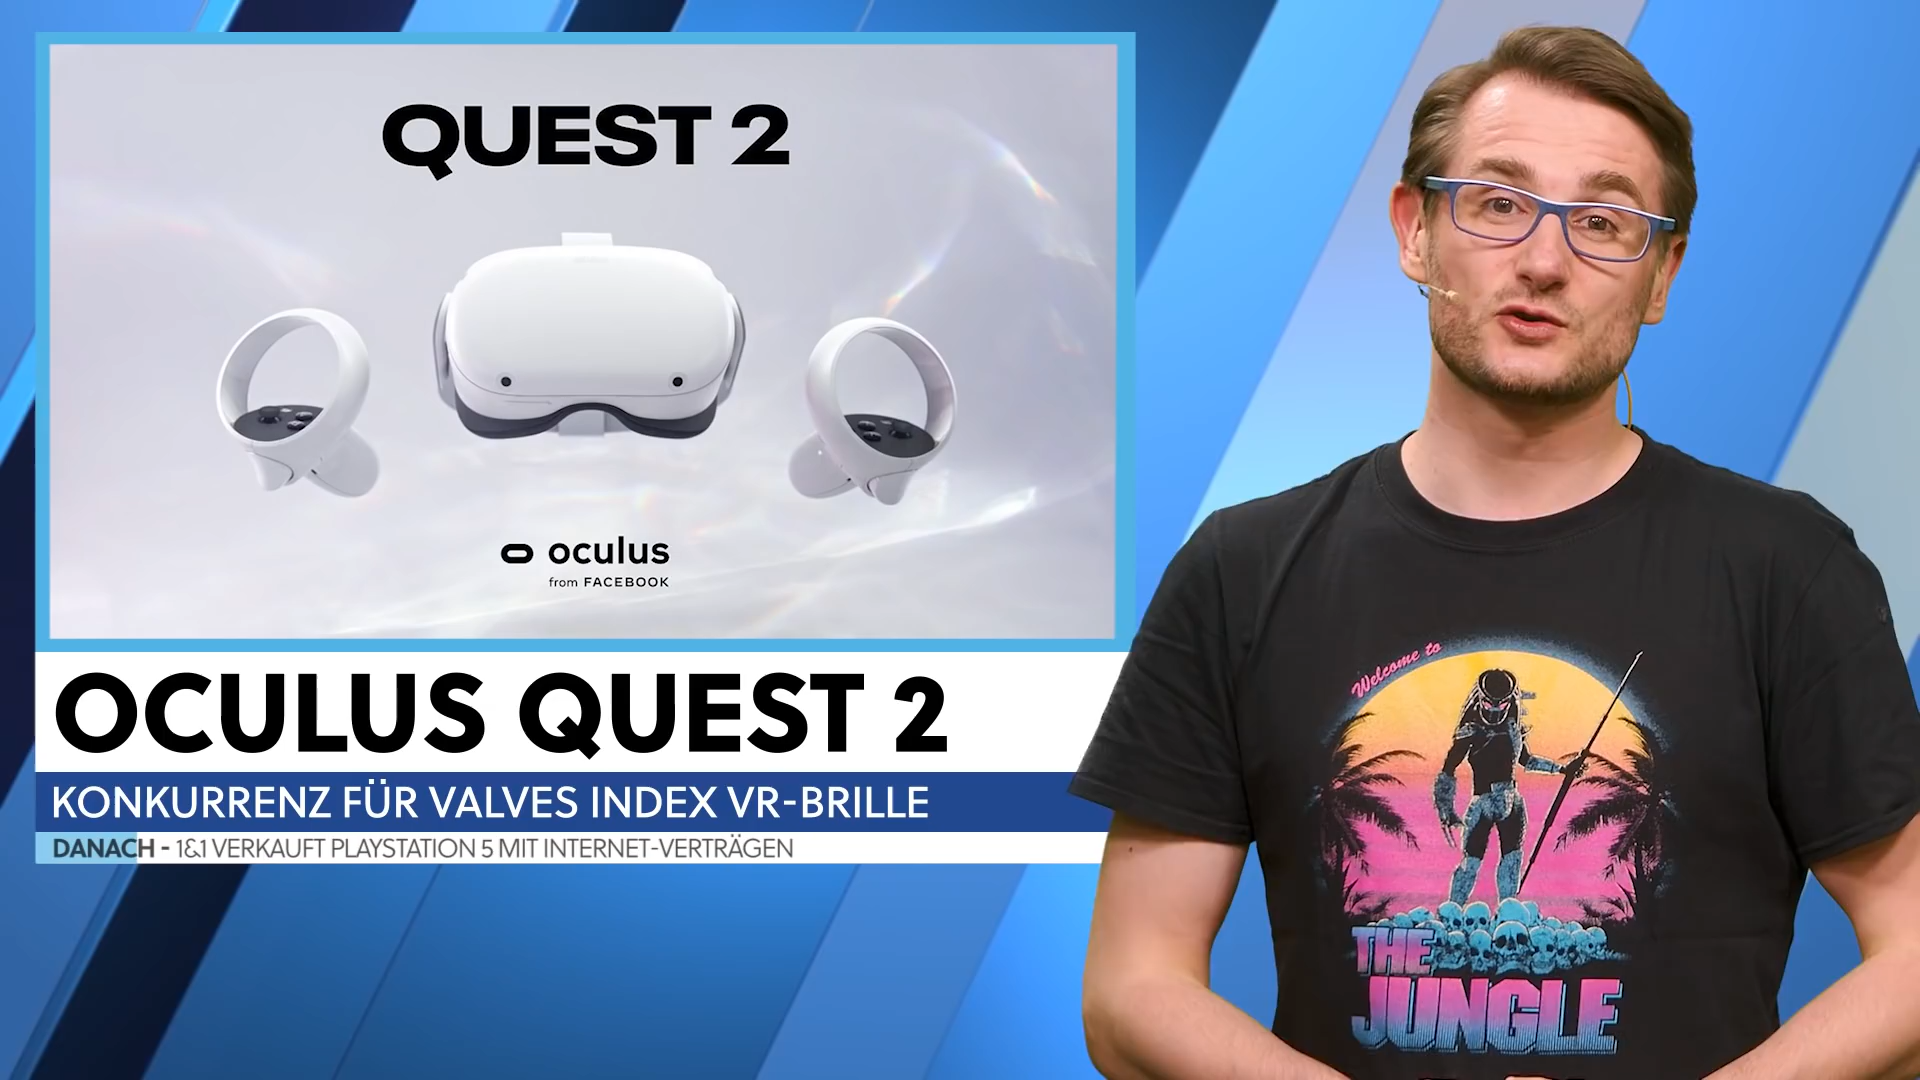 QUEST 2
oculus
from FACEBOOK
OCULUS QUEST 2
KONKURRENZ FÜR VALVES INDEX VR-BRILLE
DANACH - 1&1 VERKAUFT PLAYSTATION 5 MIT INTERNET-VERTRÄGEN
Welcome to
THE
JUNGLE